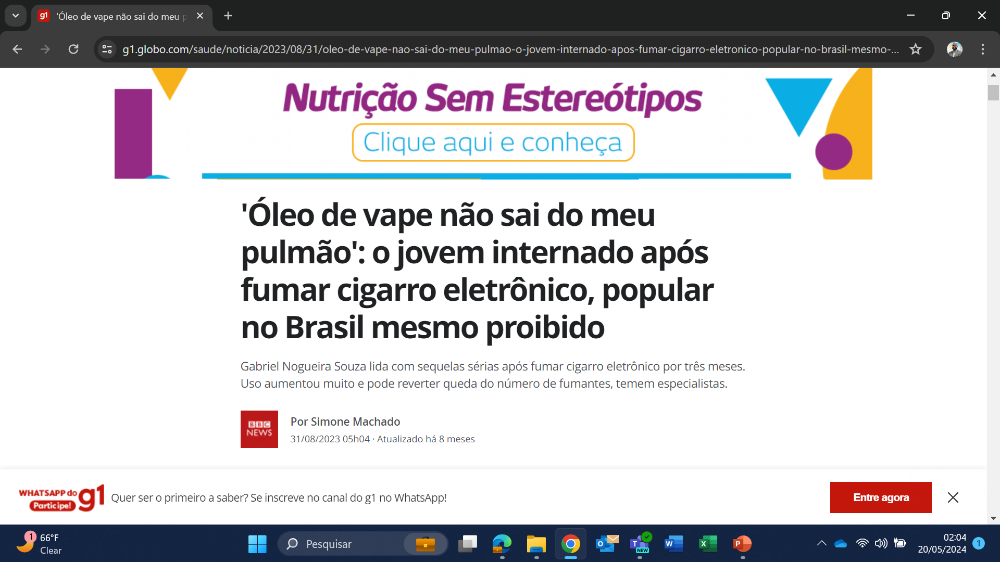 g1 'Óleo de vape não sai do meu p
g1.globo.com/saude/noticia/2023/08/31/oleo-de-vape-nao-sai-do-meu-pulmao-o-jovem-internado-apos-fumar-cigarro-eletronico-popular-no-brasil-mesmo-...
Nutrição Sem Estereótipos
Clique aqui e conheça
'Óleo de vape não sai do meu
pulmão': o jovem internado após
fumar cigarro eletrônico, popular
no Brasil mesmo proibido
Gabriel Nogueira Souza lida com sequelas sérias após fumar cigarro eletrônico por três meses.
Uso aumentou muito e pode reverter queda do número de fumantes, temem especialistas.
BBC
NEWS
Por Simone Machado
31/08/2023 05h04 · Atualizado há 8 meses
WHATSAPP do
Participe!
g1
Quer ser o primeiro a saber? Se inscreve no canal do g1 no WhatsApp!
Entre agora
1
66°F
Clear
Pesquisar
O
T
NEW
W
X
P
02:04
20/05/2024
1